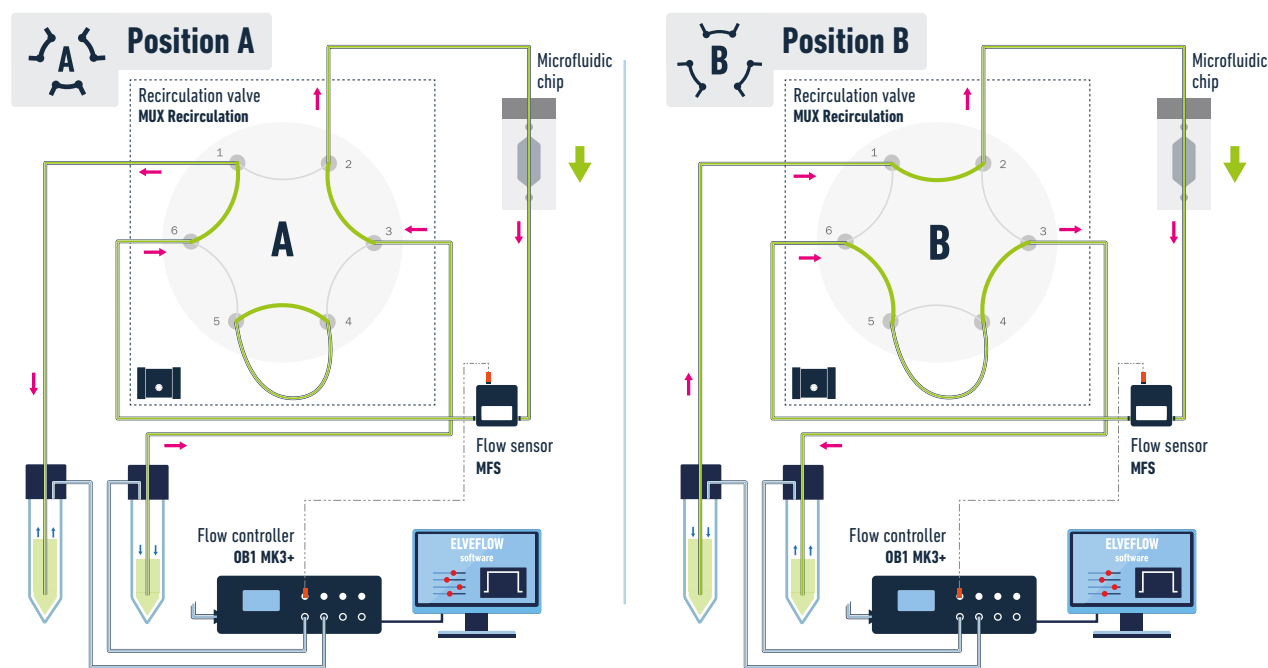 A
Position A
Recirculation valve
MUX Recirculation
Microfluidic
chip
1
2
3
4
5
6
A
Flow sensor
MFS
Flow controller
OB1 MK3+
ELVEFLOW
software
B
Position B
Recirculation valve
MUX Recirculation
Microfluidic
chip
1
2
3
4
5
6
B
Flow sensor
MFS
Flow controller
OB1 MK3+
ELVEFLOW
software